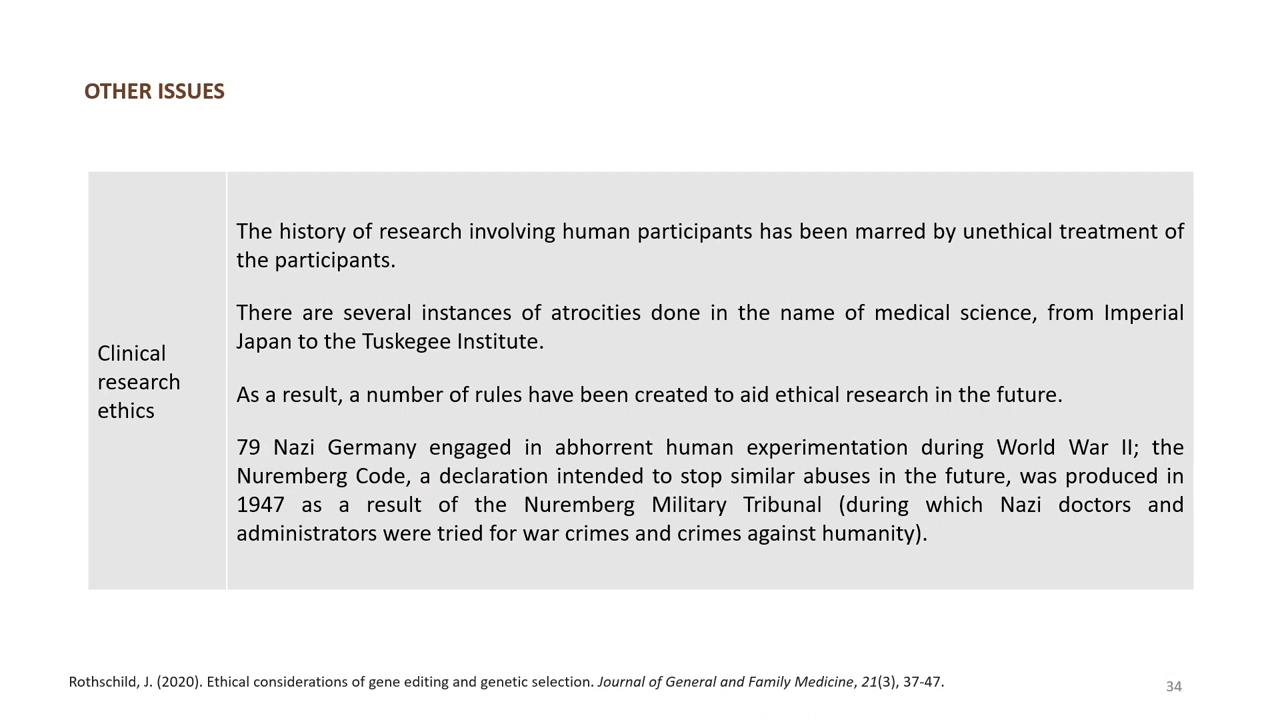 OTHER ISSUES
Clinical
research
ethics
The history of research involving human participants has been marred by unethical treatment of
the participants.
There are several instances of atrocities done in the name of medical science, from Imperial
Japan to the Tuskegee Institute.
As a result, a number of rules have been created to aid ethical research in the future.
79 Nazi Germany engaged in abhorrent human experimentation during World War II; the
Nuremberg Code, a declaration intended to stop similar abuses in the future, was produced in
1947 as a result of the Nuremberg Military Tribunal (during which Nazi doctors and
administrators were tried for war crimes and crimes against humanity).
Rothschild, J. (2020). Ethical considerations of gene editing and genetic selection. Journal of General and Family Medicine, 21(3), 37-47.
34